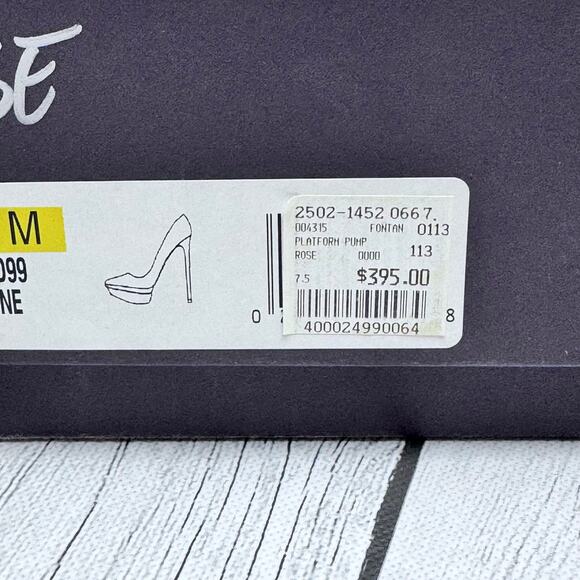 SE
M
099
NE
2502-1452 0667
004315 FONTAN 0113
PLATFORM PUMP
ROSE 0000 113
7.5 $395.00
0 8
400024990064